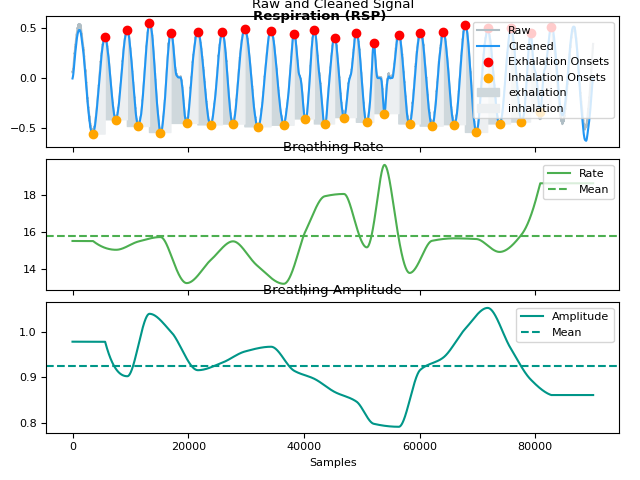 Raw and Cleaned Signal
Respiration (RSP)
0.5
0.0
−0.5
Raw
Cleaned
Exhalation Onsets
Inhalation Onsets
exhalation
inhalation
Breathing Rate
18
16
14
Rate
Mean
Breathing Amplitude
1.0
0.9
0.8
Amplitude
Mean
0 20000 40000 60000 80000
Samples